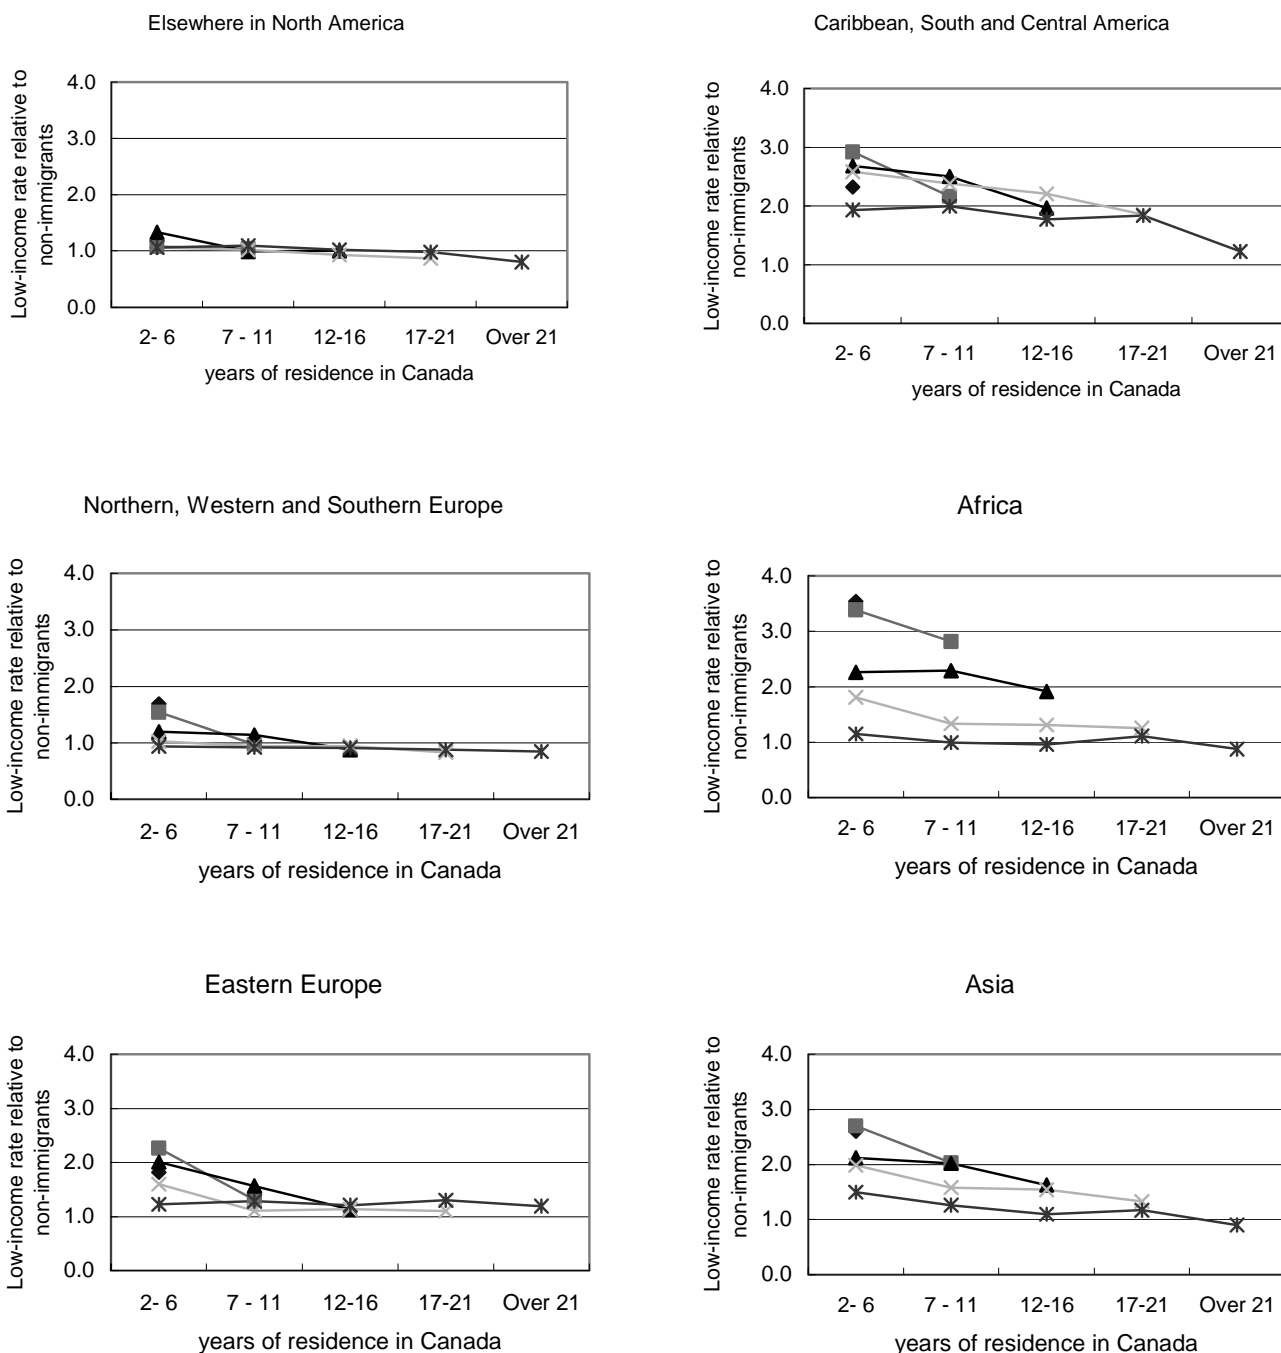 Elsewhere in North America
Low-income rate relative to
non-immigrants
4.0
3.0
2.0
1.0
0.0
2- 6 7 - 11 12-16 17-21 Over 21
years of residence in Canada
Caribbean, South and Central America
Low-income rate relative to
non-immigrants
4.0
3.0
2.0
1.0
0.0
2- 6 7 - 11 12-16 17-21 Over 21
years of residence in Canada
Northern, Western and Southern Europe
Low-income rate relative to
non-immigrants
4.0
3.0
2.0
1.0
0.0
2- 6 7 - 11 12-16 17-21 Over 21
years of residence in Canada
Africa
Low-income rate relative to
non-immigrants
4.0
3.0
2.0
1.0
0.0
2- 6 7 - 11 12-16 17-21 Over 21
years of residence in Canada
Eastern Europe
Low-income rate relative to
non-immigrants
4.0
3.0
2.0
1.0
0.0
2- 6 7 - 11 12-16 17-21 Over 21
years of residence in Canada
Asia
Low-income rate relative to
non-immigrants
4.0
3.0
2.0
1.0
0.0
2- 6 7 - 11 12-16 17-21 Over 21
years of residence in Canada